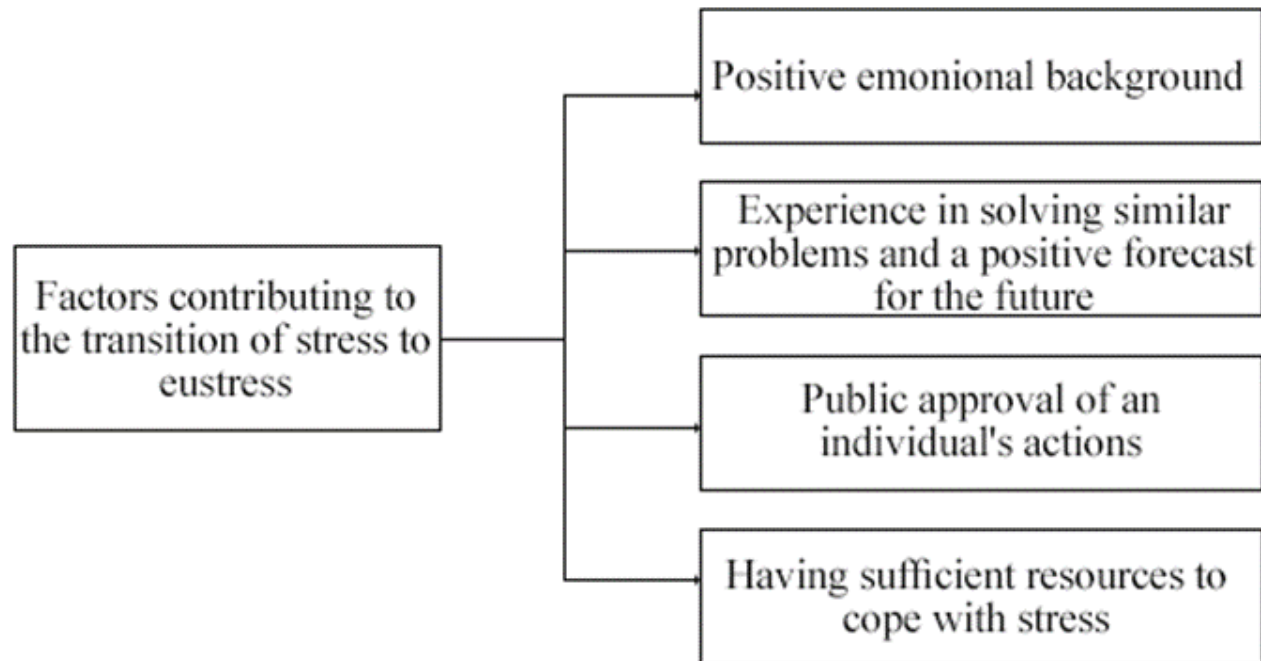 Positive emonional background
Experience in solving similar
problems and a positive forecast
for the future
Factors contributing to
the transition of stress to
eustress
Public approval of an
individual's actions
Having sufficient resources to
cope with stress